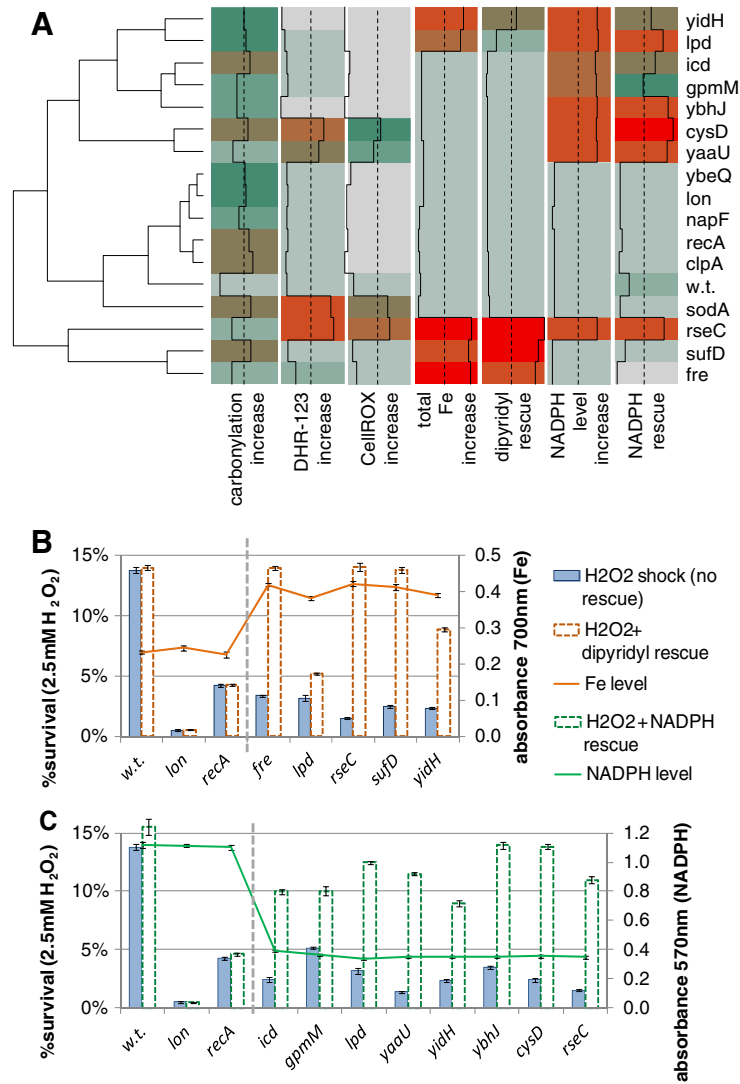 A
yidH
lpd
icd
gpmM
ybhJ
cysD
yaaU
ybeQ
lon
napF
recA
clpA
w.t.
sodA
rseC
sufD
fre
carbonylation
increase
DHR-123
increase
CellROX
increase
total
Fe
increase
dipyridyl
rescue
NADPH
level
increase
NADPH
rescue
B
15%
10%
5%
0%
%survival (2.5mM H2O2)
0.5
0.4
0.3
0.2
0.1
0.0
absorbance 700nm (Fe)
w.t.
lon
recA
fre
lpd
rseC
sufD
yidH
H2O2 shock (no
rescue)
H2O2+
dipyridyl rescue
Fe level
H2O2+NADPH
rescue
NADPH level
C
15%
10%
5%
0%
%survival (2.5mM H2O2)
1.2
1.0
0.8
0.6
0.4
0.2
0.0
absorbance 570nm (NADPH)
w.t.
lon
recA
icd
gpmM
lpd
yaaU
yidH
ybhJ
cysD
rseC